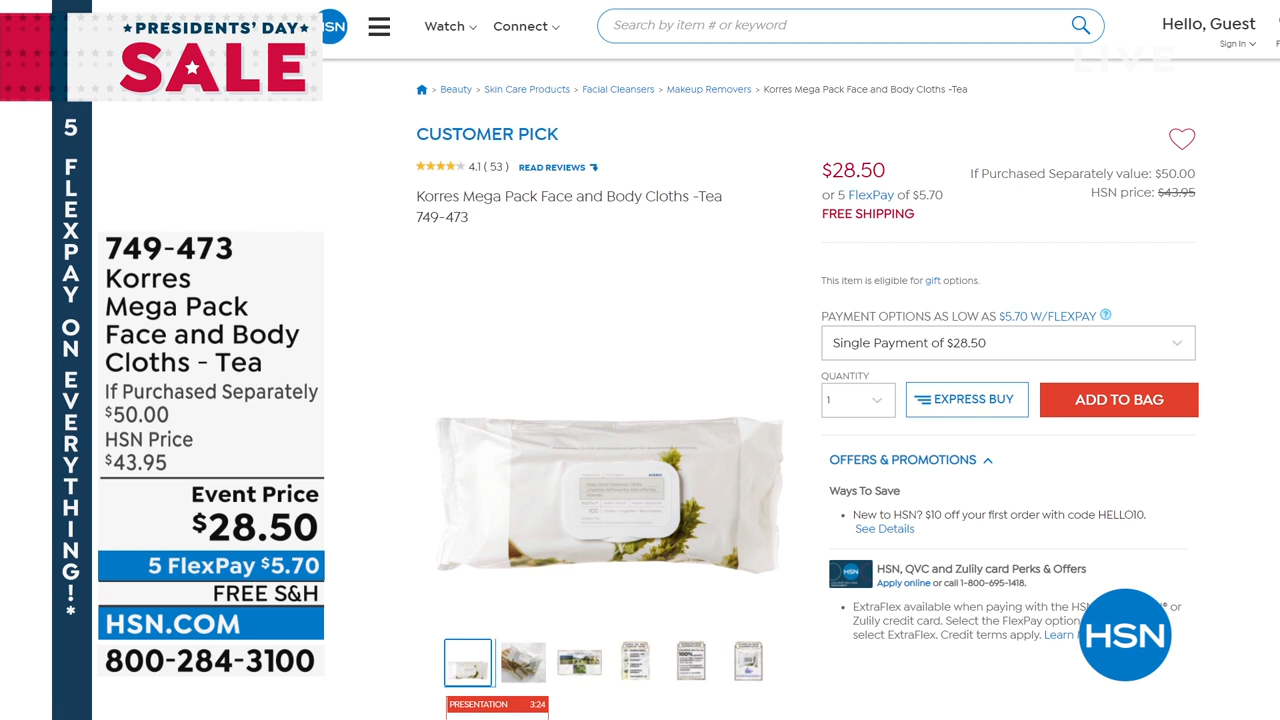 PRESIDENTS' DAY
SALE
5 FLEXPAY ON EVERYTHING!*
749-473
Korres
Mega Pack
Face and Body
Cloths - Tea
If Purchased Separately
$50.00
HSN Price
$43.95
Event Price
$28.50
5 FlexPay $5.70
FREE S&H
HSN.COM
800-284-3100
HSN
Watch
Connect
Search by item # or keyword
Hello, Guest
Sign In
LIVE
> Beauty > Skin Care Products > Facial Cleansers > Makeup Removers > Korres Mega Pack Face and Body Cloths -Tea
CUSTOMER PICK
4.1 ( 53 ) READ REVIEWS
Korres Mega Pack Face and Body Cloths -Tea
749-473
$28.50
or 5 FlexPay of $5.70
FREE SHIPPING
If Purchased Separately value: $50.00
HSN price: $43.95
This item is eligible for gift options.
PAYMENT OPTIONS AS LOW AS $5.70 W/FLEXPAY ?
Single Payment of $28.50
QUANTITY
1
EXPRESS BUY
ADD TO BAG
OFFERS & PROMOTIONS
Ways To Save
• New to HSN? $10 off your first order with code HELLO10.
See Details
HSN
HSN, QVC and Zulily card Perks & Offers
Apply online or call 1-800-695-1418.
• ExtraFlex available when paying with the HSN or
Zulily credit card. Select the FlexPay option
select ExtraFlex. Credit terms apply. Learn
HSN
KORRES
100
PRESENTATION 3:24